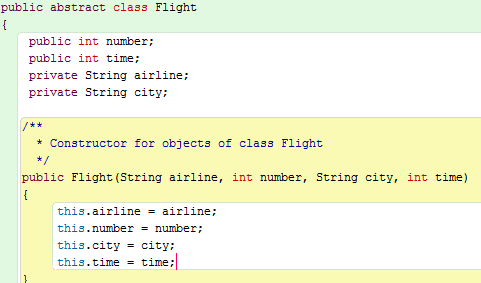 public abstract class Flight
{
public int number;
public int time;
private String airline;
private String city;
/**
* Constructor for objects of class Flight
*/
public Flight(String airline, int number, String city, int time)
{
this.airline = airline;
this.number = number;
this.city = city;
this.time = time;
}